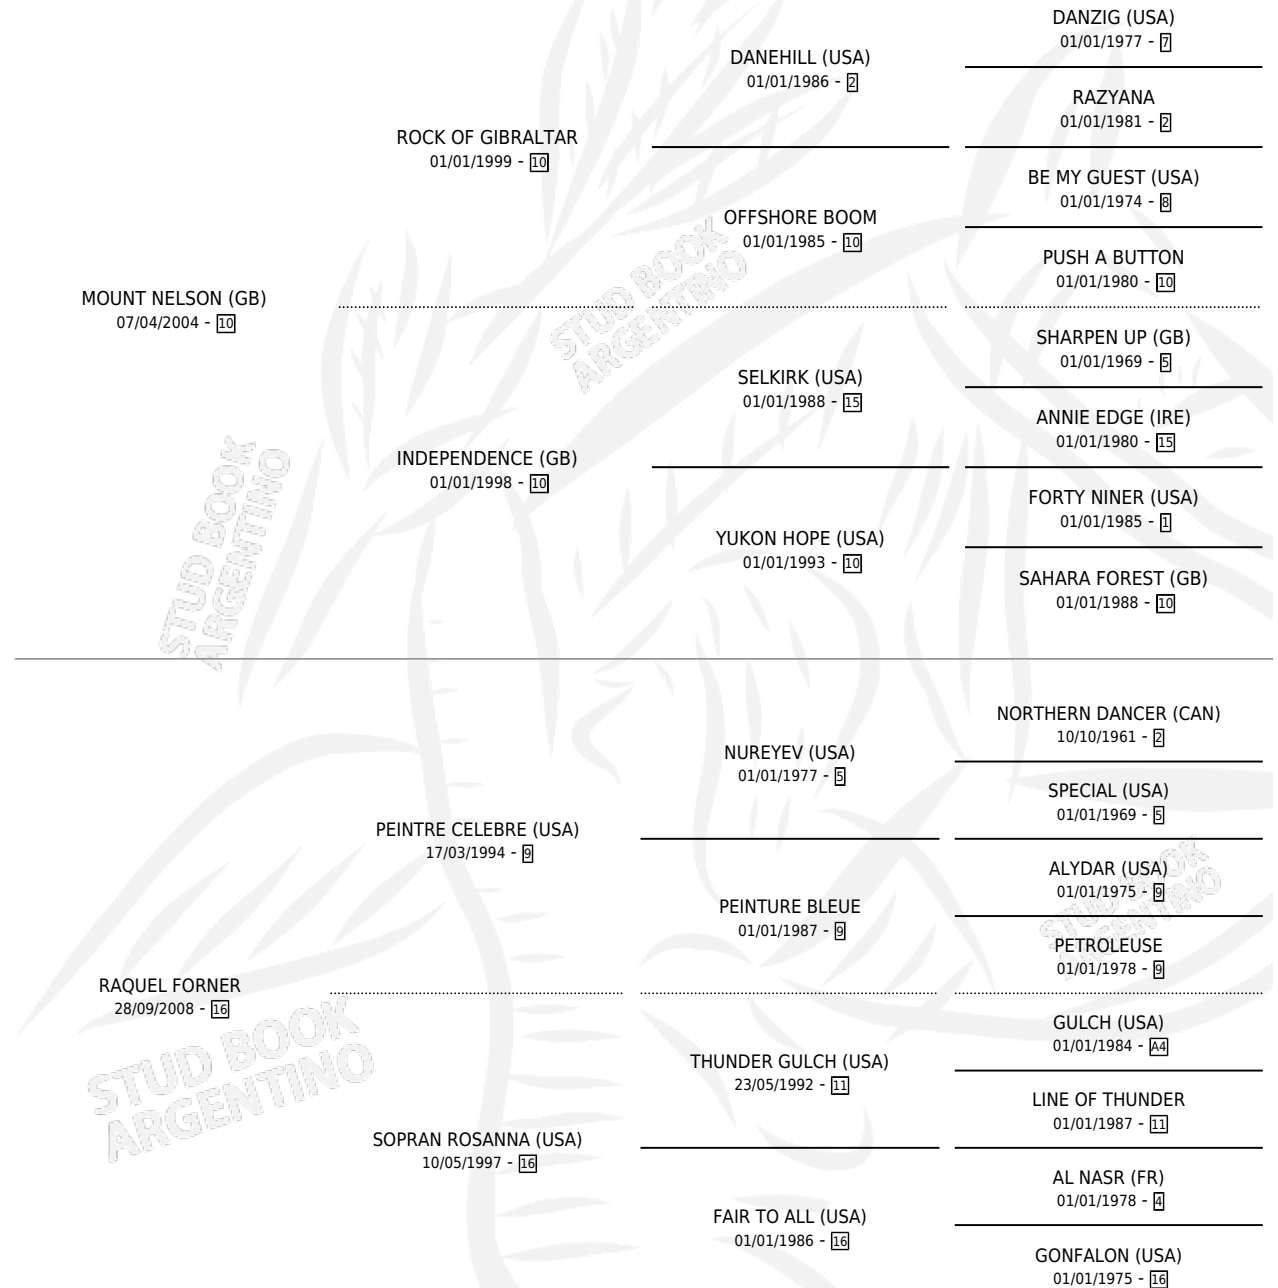 DANZIG (USA)
01/01/1977 - 7
DANEHILL (USA)
01/01/1986 - 2
RAZYANA
01/01/1981 - 2
ROCK OF GIBRALTAR
01/01/1999 - 10
BE MY GUEST (USA)
01/01/1974 - 8
OFFSHORE BOOM
01/01/1985 - 10
PUSH A BUTTON
01/01/1980 - 10
MOUNT NELSON (GB)
07/04/2004 - 10
STUD BOOK
ARGENTINO
SHARPEN UP (GB)
01/01/1969 - 5
SELKIRK (USA)
01/01/1988 - 15
ANNIE EDGE (IRE)
01/01/1980 - 15
INDEPENDENCE (GB)
01/01/1998 - 10
FORTY NINER (USA)
01/01/1985 - 1
YUKON HOPE (USA)
01/01/1993 - 10
SAHARA FOREST (GB)
01/01/1988 - 10
STUD BOOK
ARGENTINO
NORTHERN DANCER (CAN)
10/10/1961 - 2
NUREYEV (USA)
01/01/1977 - 5
SPECIAL (USA)
01/01/1969 - 5
PEINTRE CELEBRE (USA)
17/03/1994 - 9
ALYDAR (USA)
01/01/1975 - 9
PEINTURE BLEUE
01/01/1987 - 9
STUD BOOK
ARGENTINO
PETROLEUSE
01/01/1978 - 9
RAQUEL FORNER
28/09/2008 - 16
STUD BOOK
ARGENTINO
GULCH (USA)
01/01/1984 - A4
THUNDER GULCH (USA)
23/05/1992 - 11
LINE OF THUNDER
01/01/1987 - 11
SOPRAN ROSANNA (USA)
10/05/1997 - 16
AL NASR (FR)
01/01/1978 - 4
FAIR TO ALL (USA)
01/01/1986 - 16
GONFALON (USA)
01/01/1975 - 16